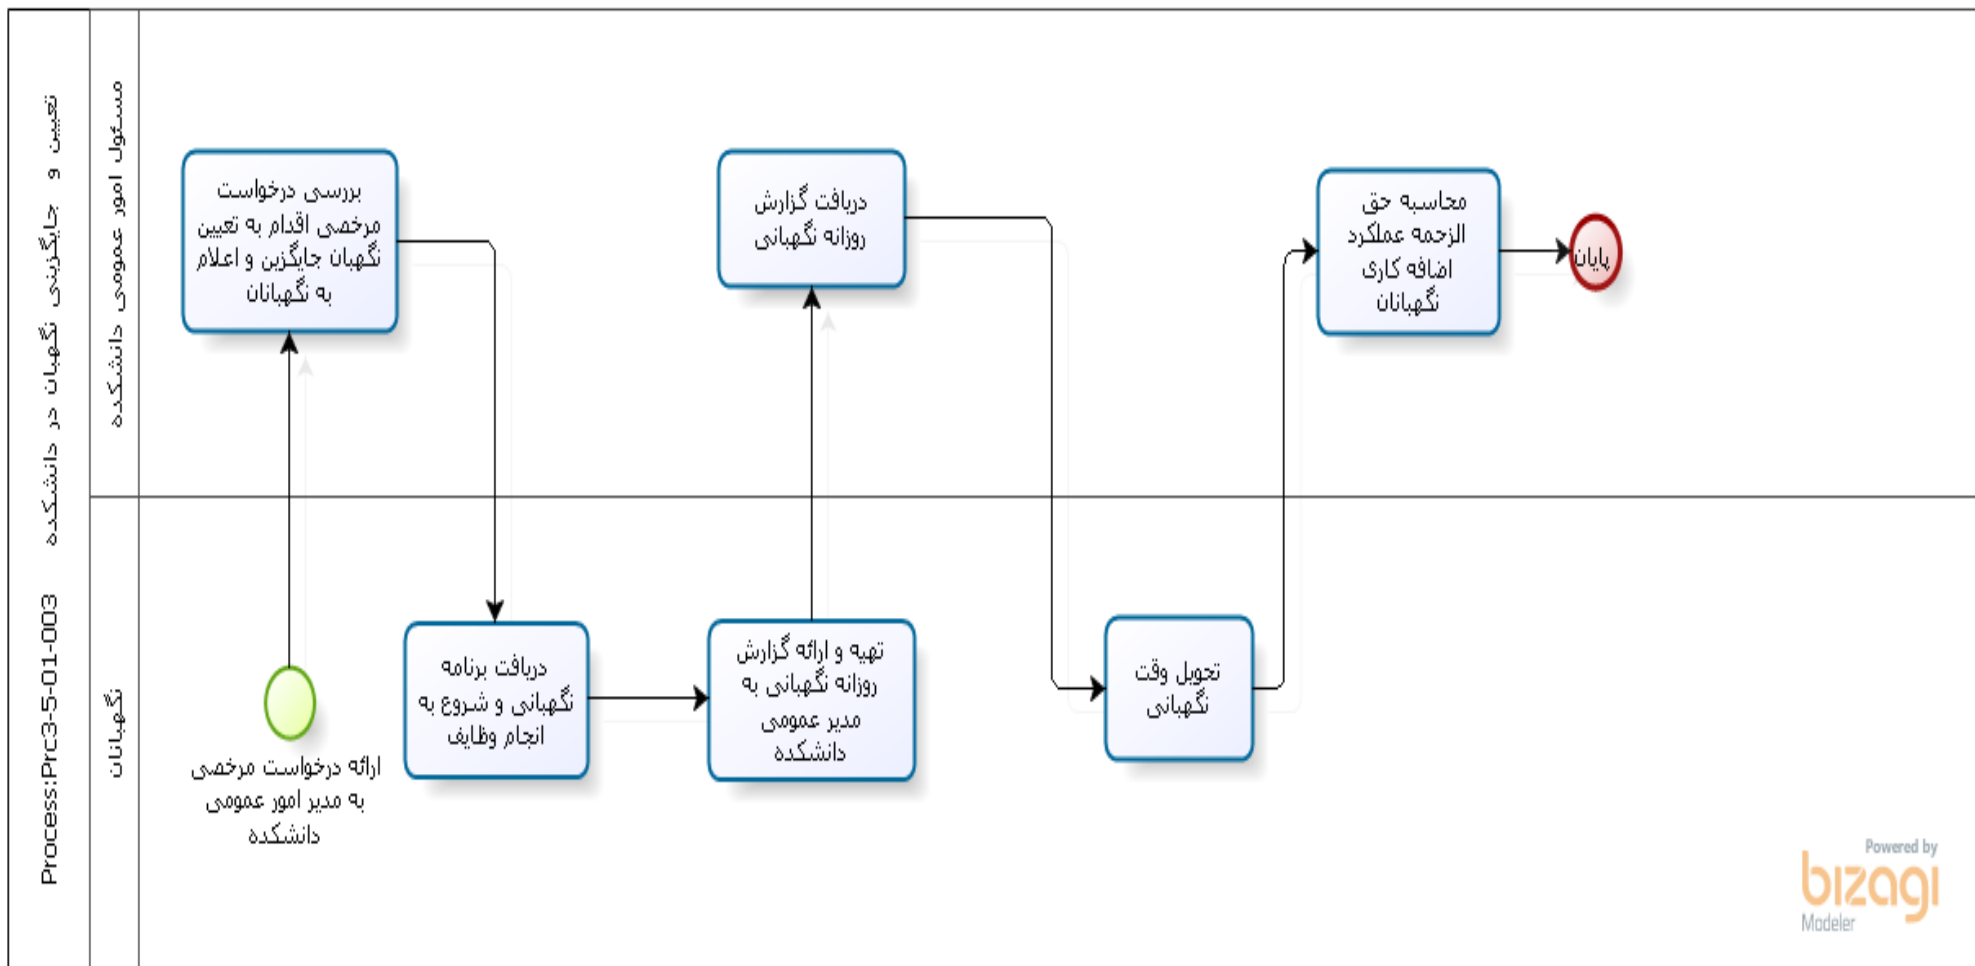 Process:Prc3-5-01-003 تعیین و جایگزینی نگهبان در دانشکده
مسئول امور عمومی دانشکده
بررسی درخواست
مرخصی اقدام به تعیین
نگهبان جایگزین و اعلام
به نگهبانان
دریافت گزارش
روزانه نگهبانی
محاسبه حق
الزحمه عملکرد
اضافه کاری
نگهبانان
پایان
نگهبانان
ارائه درخواست مرخصی
به مدیر امور عمومی
دانشکده
دریافت برنامه
نگهبانی و شروع به
انجام وظایف
تهیه و ارائه گزارش
روزانه نگهبانی به
مدیر عمومی
دانشکده
تحویل وقت
نگهبانی
Powered by
bizagi
Modeler